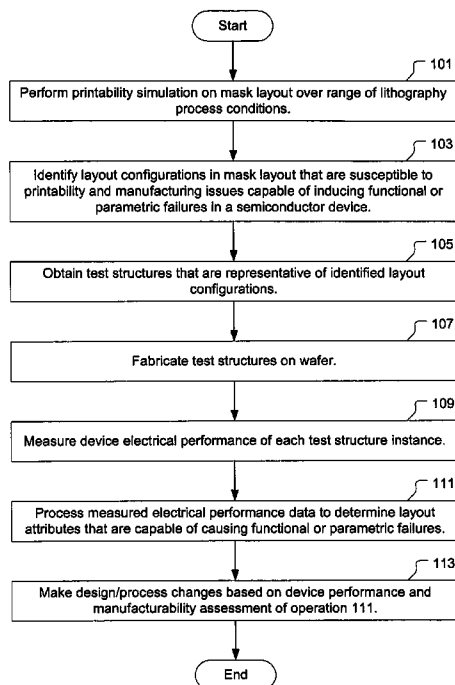 Start
101
Perform printability simulation on mask layout over range of lithography
process conditions.
103
Identify layout configurations in mask layout that are susceptible to
printability and manufacturing issues capable of inducing functional or
parametric failures in a semiconductor device.
105
Obtain test structures that are representative of identified layout
configurations.
107
Fabricate test structures on wafer.
109
Measure device electrical performance of each test structure instance.
111
Process measured electrical performance data to determine layout
attributes that are capable of causing functional or parametric failures.
113
Make design/process changes based on device performance and
manufacturability assessment of operation 111.
End